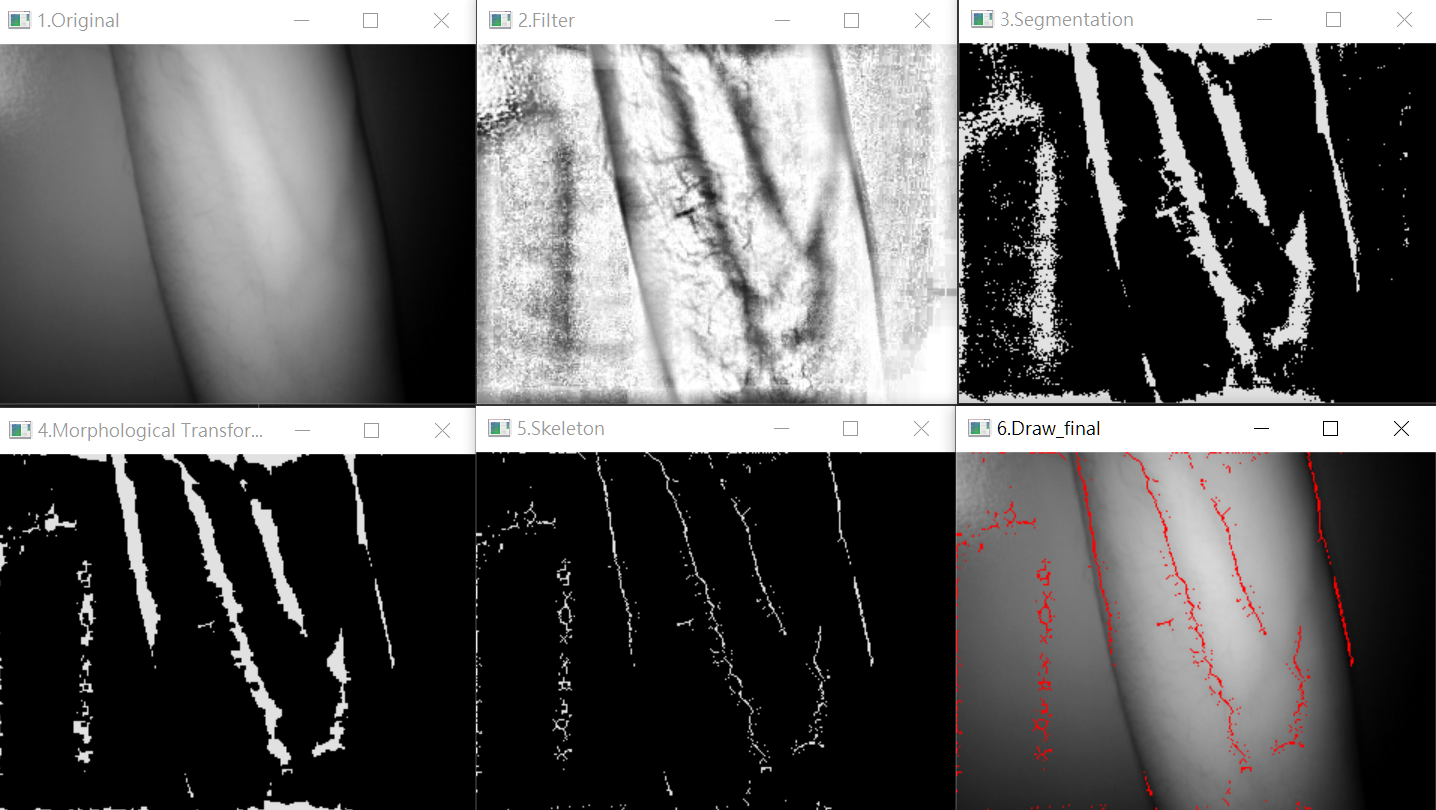 1.Original
2.Filter
3.Segmentation
4.Morphological Transfor...
5.Skeleton
6.Draw_final